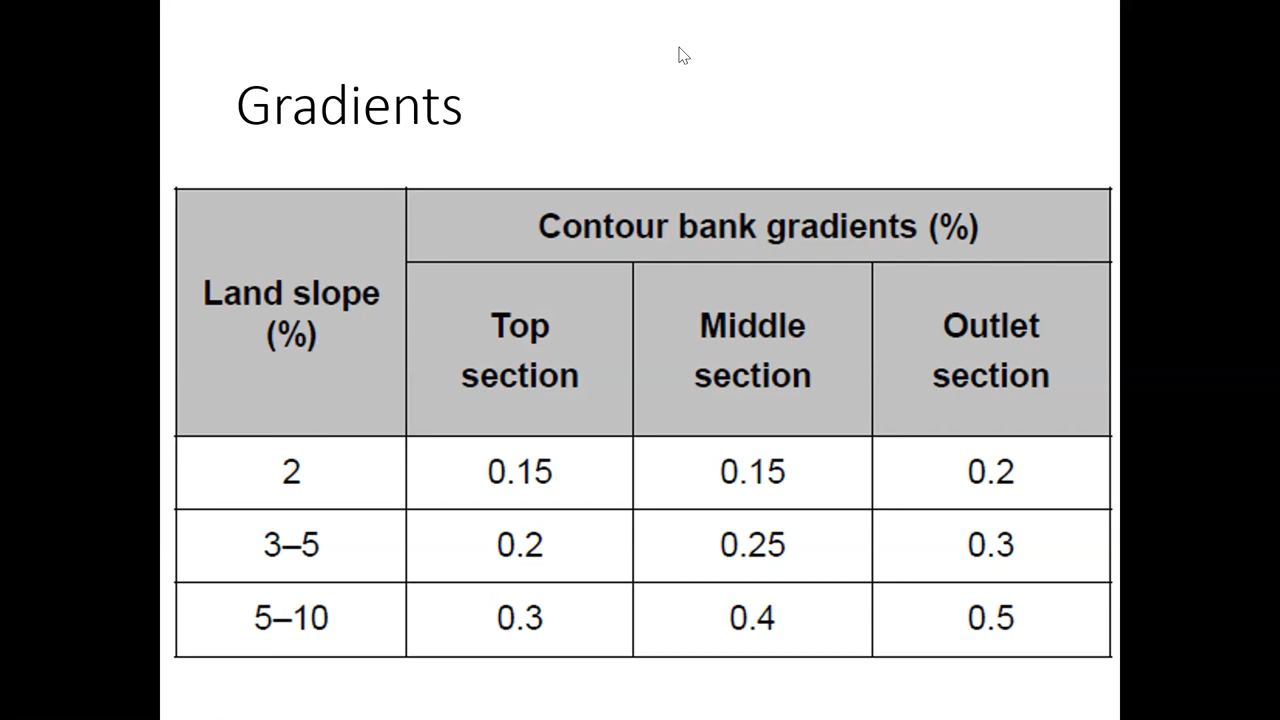 Gradients
Contour bank gradients (%)
Land slope
(%)
Top
section
Middle
section
Outlet
section
2 0.15 0.15 0.2
3–5 0.2 0.25 0.3
5–10 0.3 0.4 0.5